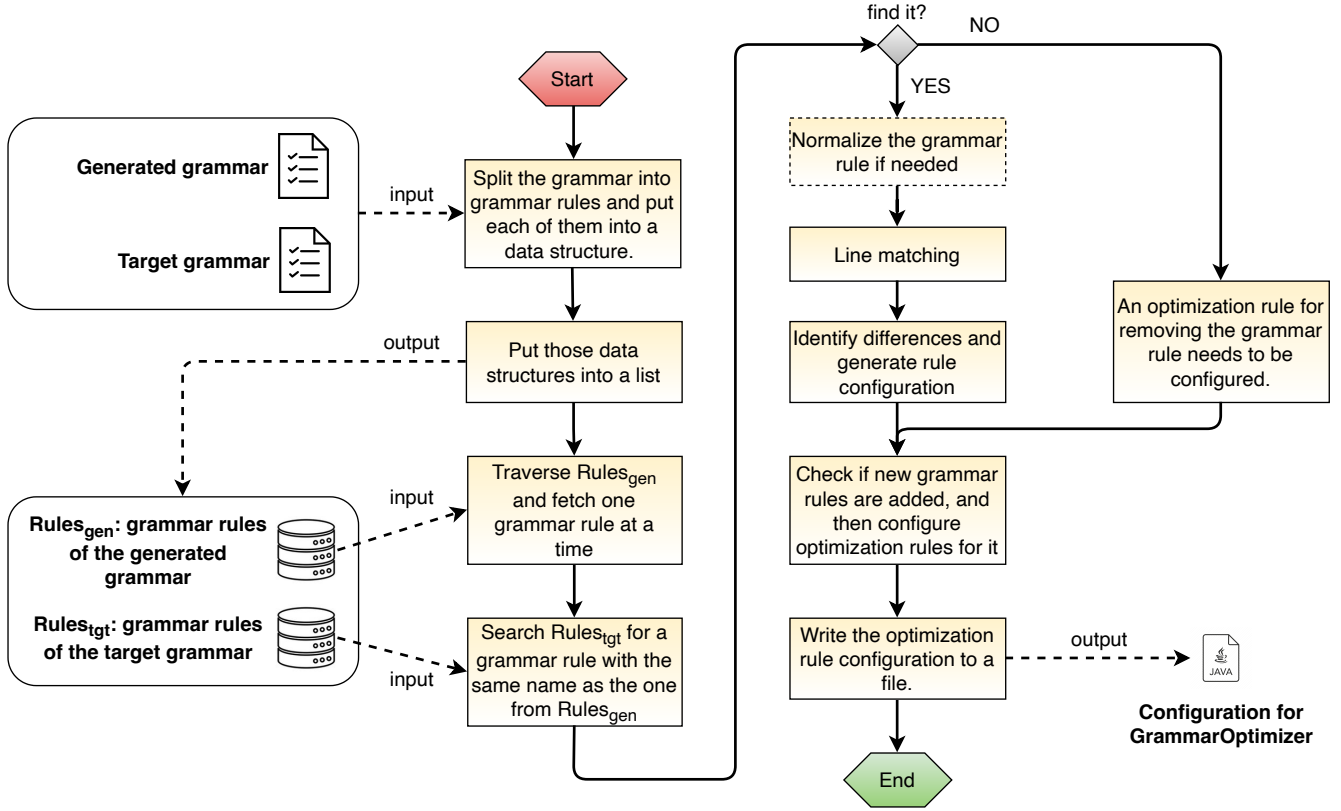 Start
Generated grammar
Target grammar
input
Split the grammar into
grammar rules and put
each of them into a
data structure.
output
Put those data
structures into a list
Rulesgen: grammar rules
of the generated
grammar
Rulestgt: grammar rules
of the target grammar
input
Traverse Rulesgen
and fetch one
grammar rule at a
time
input
Search Rulestgt for a
grammar rule with the
same name as the one
from Rulesgen
find it?
NO
YES
Normalize the grammar
rule if needed
Line matching
Identify differences and
generate rule
configuration
An optimization rule for
removing the grammar
rule needs to be
configured.
Check if new grammar
rules are added, and
then configure
optimization rules for it
Write the optimization
rule configuration to a
file.
output
JAVA
Configuration for
GrammarOptimizer
End